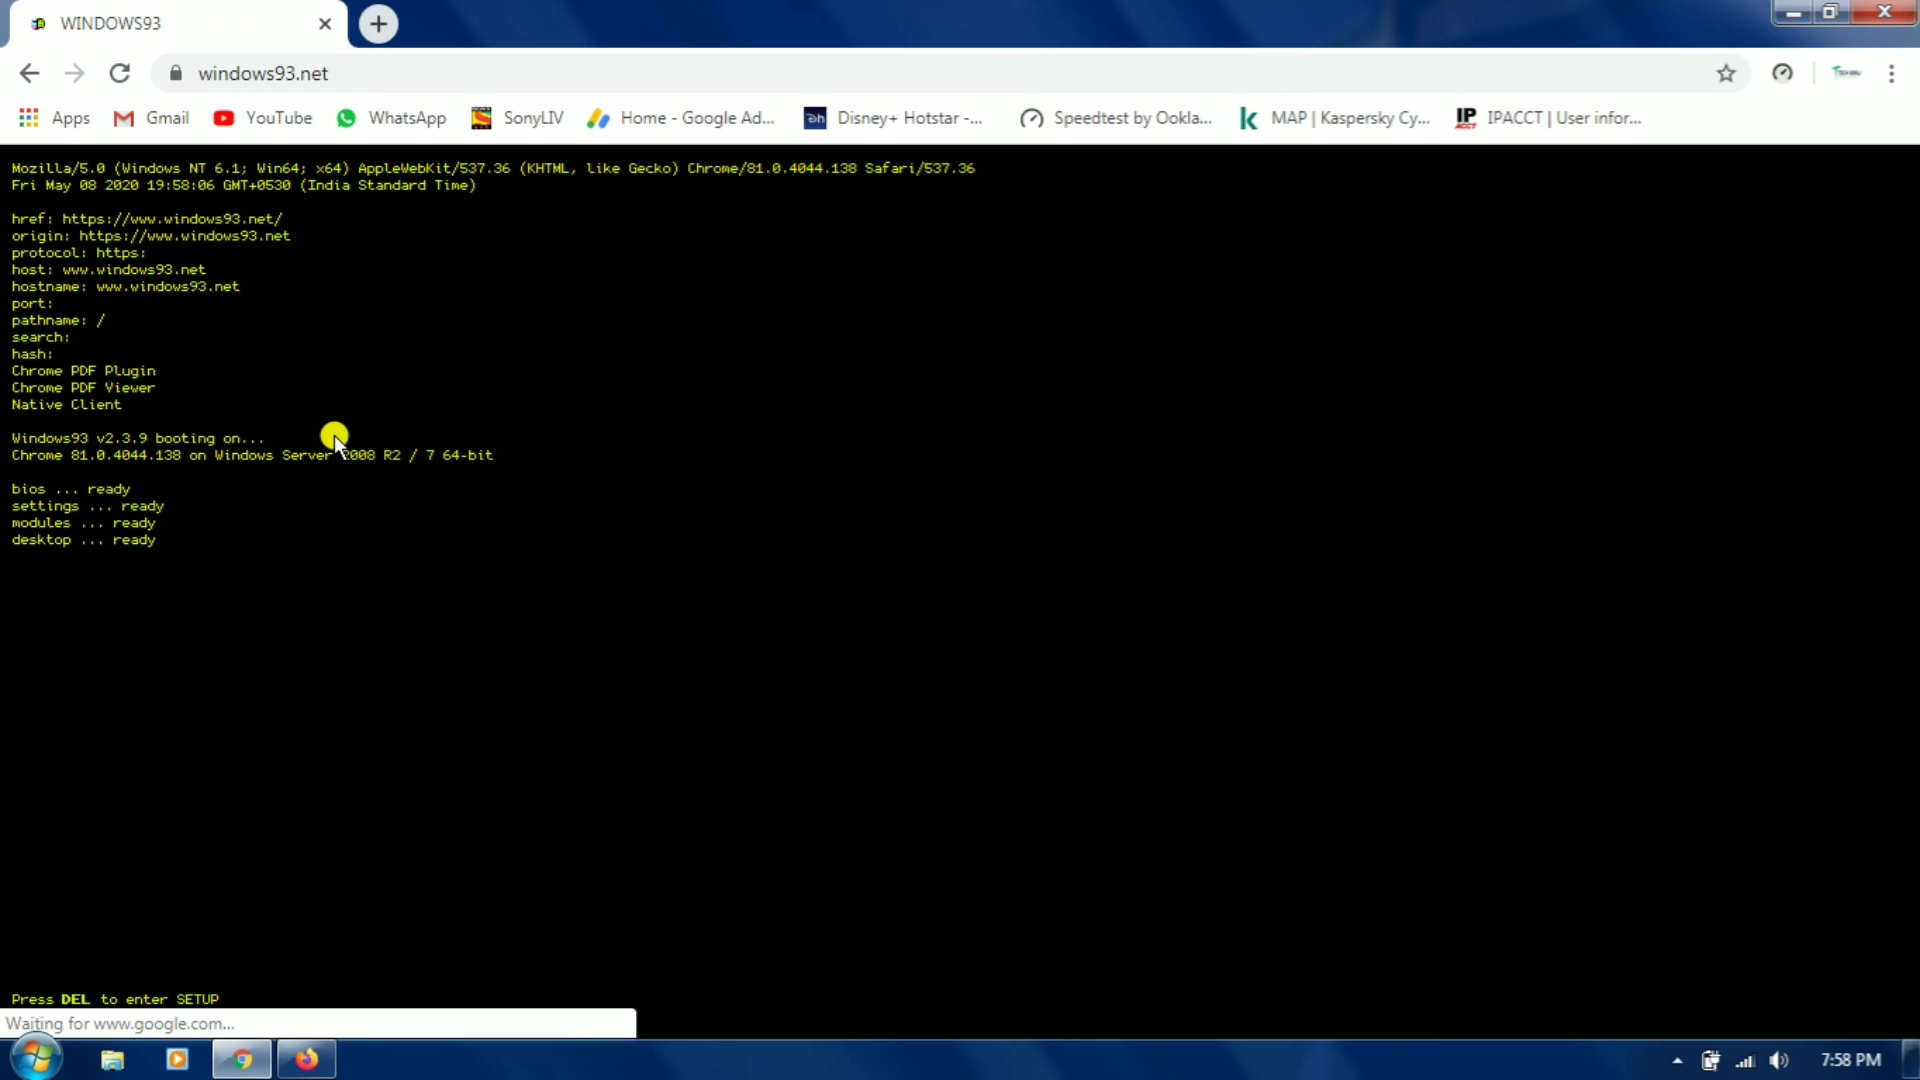 WINDOWS93
windows93.net
Apps Gmail YouTube WhatsApp SonyLIV Home - Google Ad... Disney+ Hotstar -... Speedtest by Ookla... MAP | Kaspersky Cy... IPACCT | User infor...
Mozilla/5.0 (Windows NT 6.1; Win64; x64) AppleWebKit/537.36 (KHTML, like Gecko) Chrome/81.0.4044.138 Safari/537.36
Fri May 08 2020 19:58:06 GMT+0530 (India Standard Time)
href: https://www.windows93.net/
origin: https://www.windows93.net
protocol: https:
host: www.windows93.net
hostname: www.windows93.net
port:
pathname: /
search:
hash:
Chrome PDF Plugin
Chrome PDF Viewer
Native Client
Windows93 v2.3.9 booting on...
Chrome 81.0.4044.138 on Windows Server 2008 R2 / 7 64-bit
bios ... ready
settings ... ready
modules ... ready
desktop ... ready
Press DEL to enter SETUP
Waiting for www.google.com...
7:58 PM